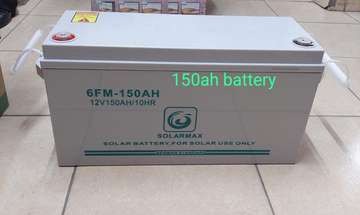 150ah battery
6FM-150AH
12V150AH/10HR
SOLARMAX
SOLAR BATTERY,FOR SOLAR USE ONLY